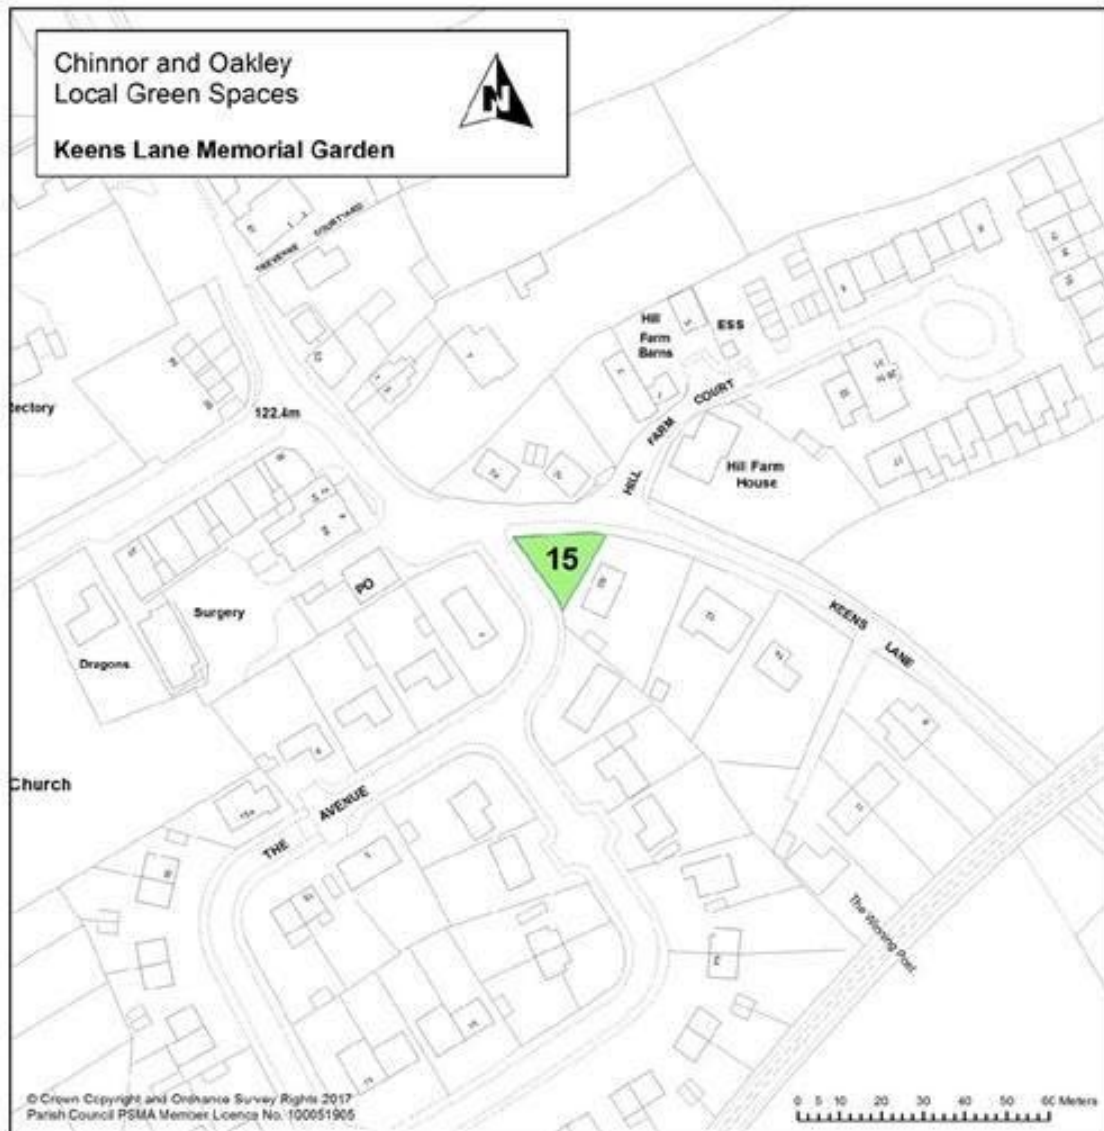 Chinnor and Oakley
Local Green Spaces
N
Keens Lane Memorial Garden
TREVERNE COURTYARD
Hill
Farm
Barns
ESS
HILL FARM COURT
Hill Farm
House
ectory
122.4m
15
PO
Surgery
Dragons
KEENS LANE
Church
THE AVENUE
15a
The Winning Post
© Crown Copyright and Ordnance Survey Rights 2017
Parish Council PSMA Member Licence No. 100051905
0 5 10 20 30 40 50 60 Meters